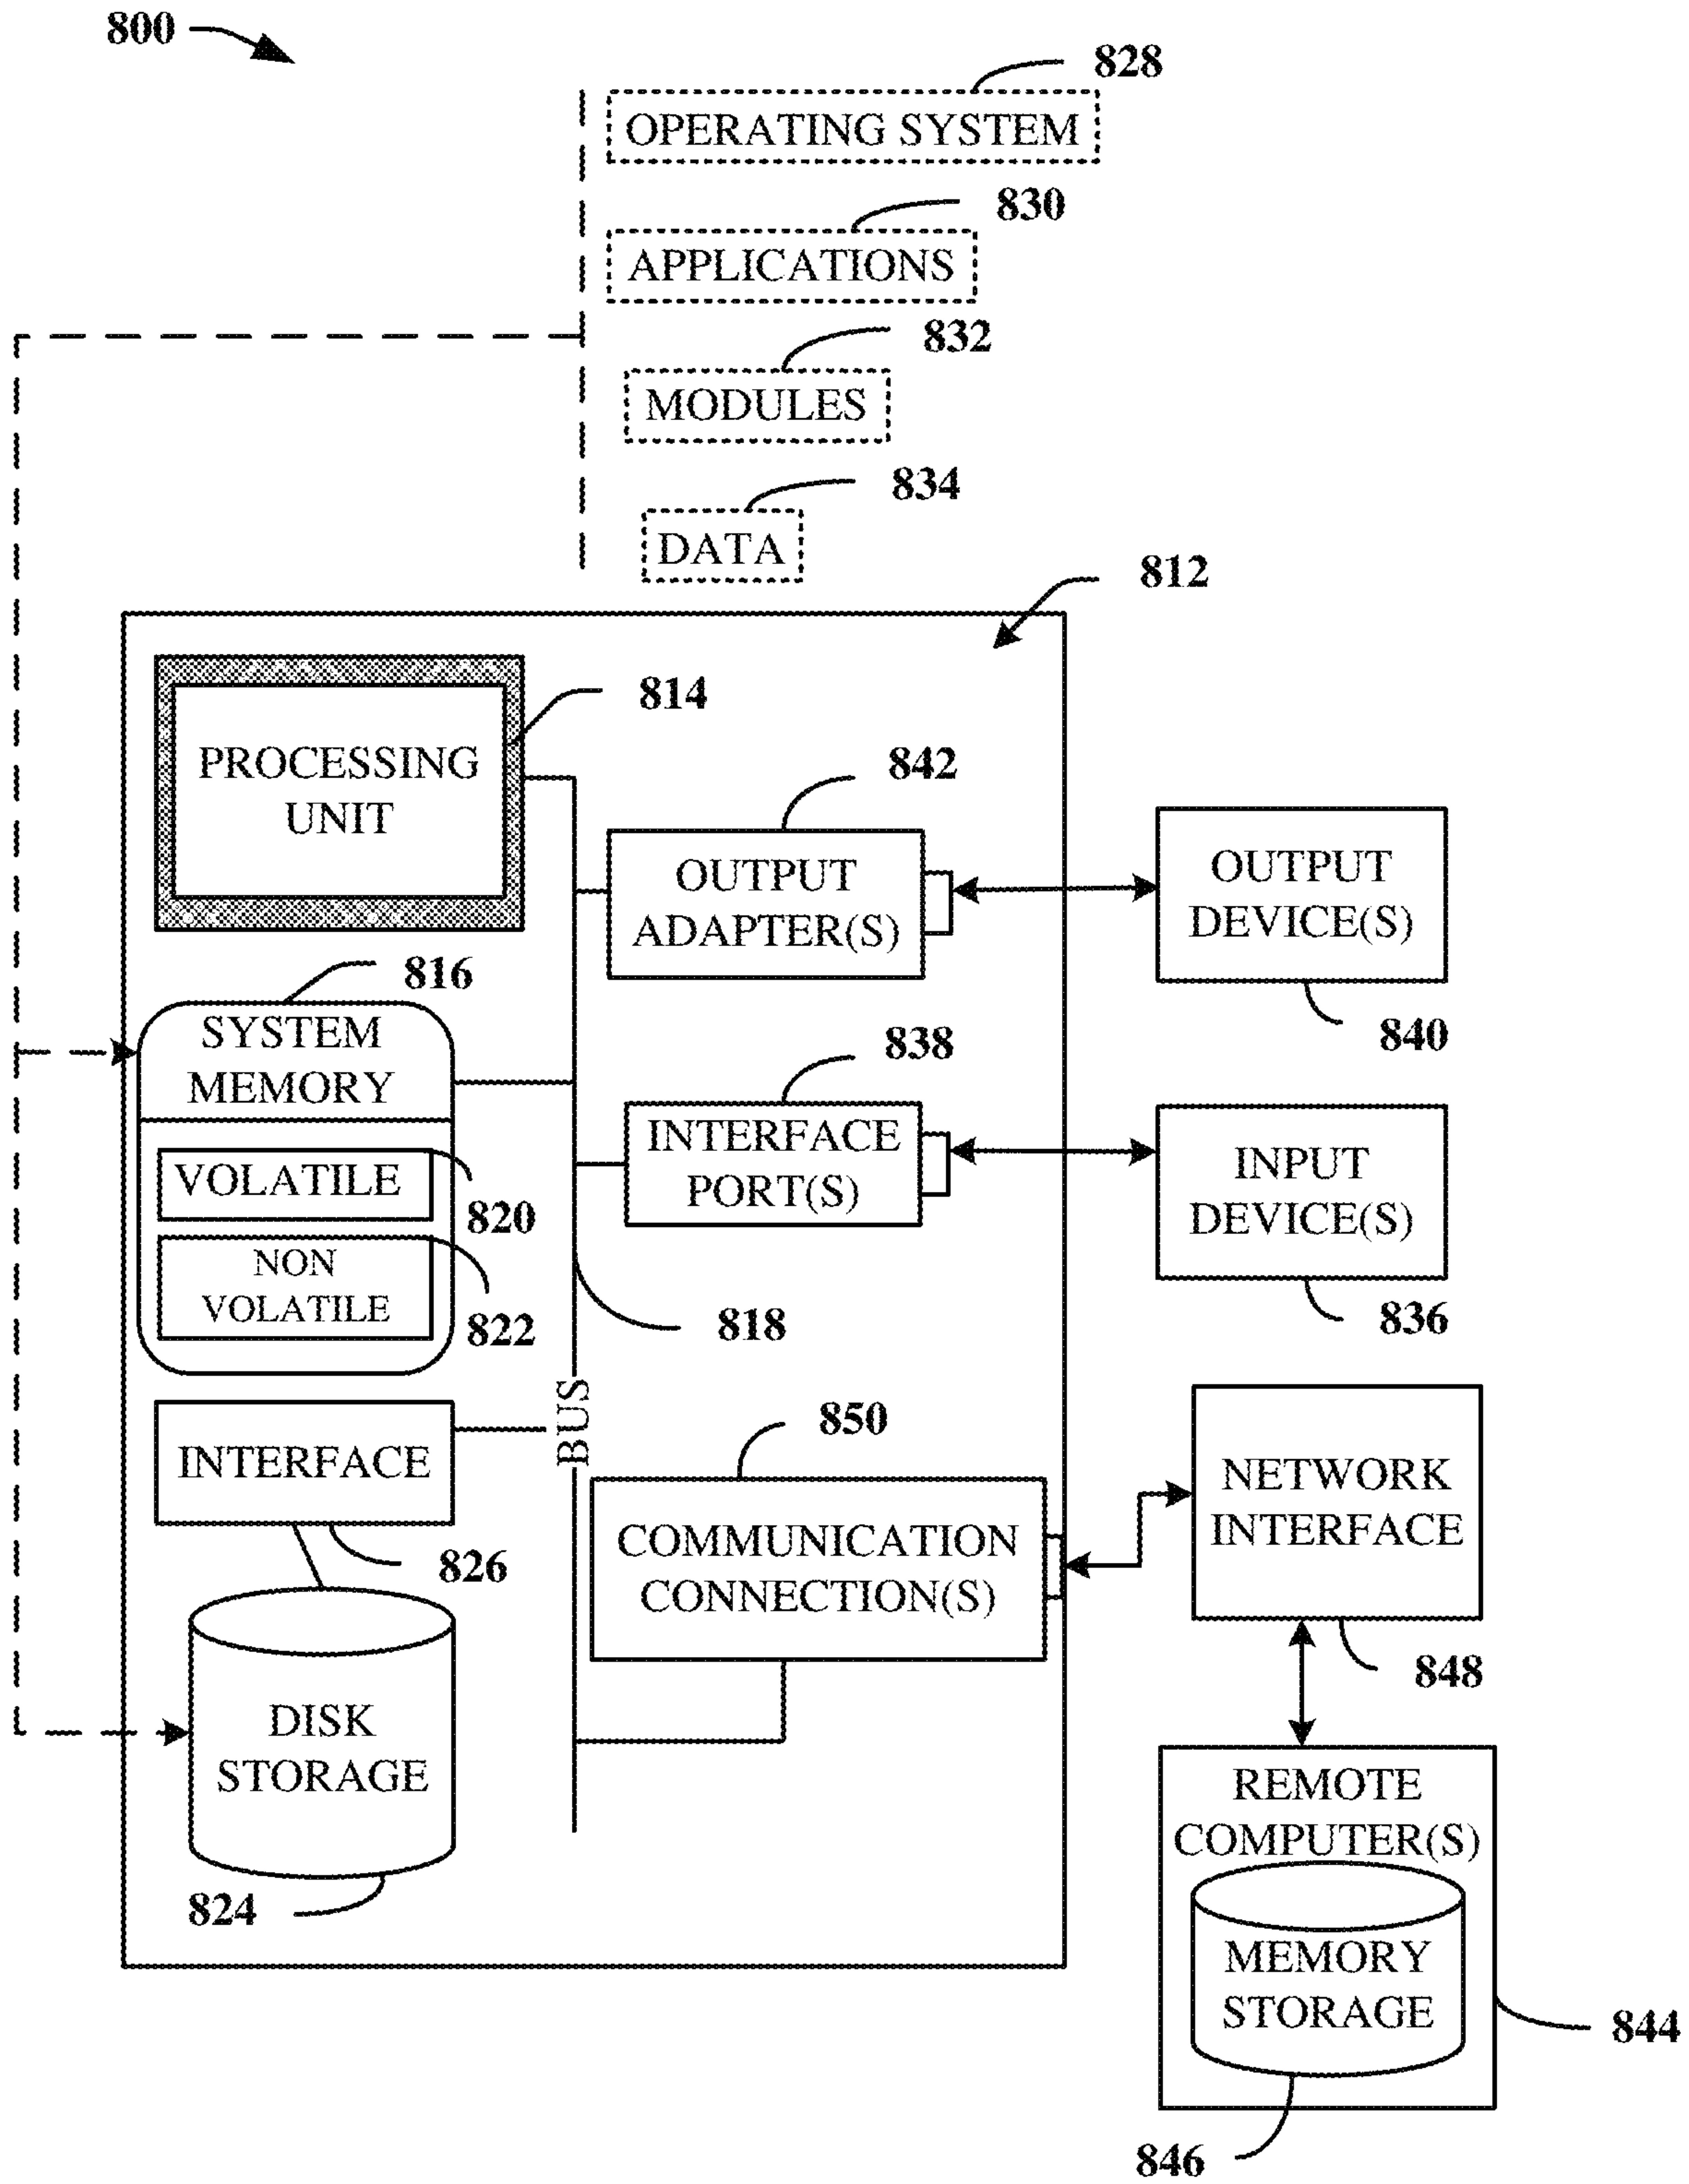 800
828
OPERATING SYSTEM
830
APPLICATIONS
832
MODULES
834
DATA
812
814
PROCESSING
UNIT
842
OUTPUT
ADAPTER(S)
OUTPUT
DEVICE(S)
840
816
SYSTEM
MEMORY
VOLATILE
820
NON
VOLATILE
822
838
INTERFACE
PORT(S)
INPUT
DEVICE(S)
836
818
BUS
INTERFACE
826
850
COMMUNICATION
CONNECTION(S)
NETWORK
INTERFACE
848
DISK
STORAGE
824
REMOTE
COMPUTER(S)
MEMORY
STORAGE
844
846